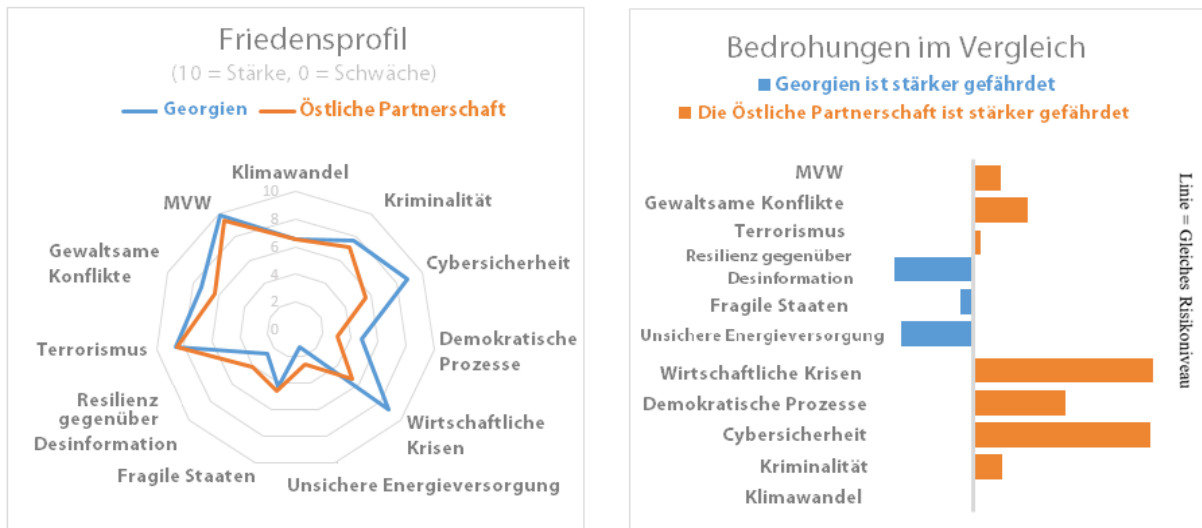 Friedensprofil
(10 = Stärke, 0 = Schwäche)
Georgien
Östliche Partnerschaft
Klimawandel
10
8
6
4
2
0
Kriminalität
Cybersicherheit
Demokratische
Prozesse
Wirtschaftliche
Krisen
Unsichere Energieversorgung
Fragile Staaten
Resilienz
gegenüber
Desinformation
Terrorismus
Gewaltsame
Konflikte
MVW
Bedrohungen im Vergleich
Georgien ist stärker gefährdet
Die Östliche Partnerschaft ist stärker gefährdet
MVW
Gewaltsame Konflikte
Terrorismus
Resilienz gegenüber
Desinformation
Fragile Staaten
Unsichere Energieversorgung
Wirtschaftliche Krisen
Demokratische Prozesse
Cybersicherheit
Kriminalität
Klimawandel
Linie = Gleiches Risikoniveau